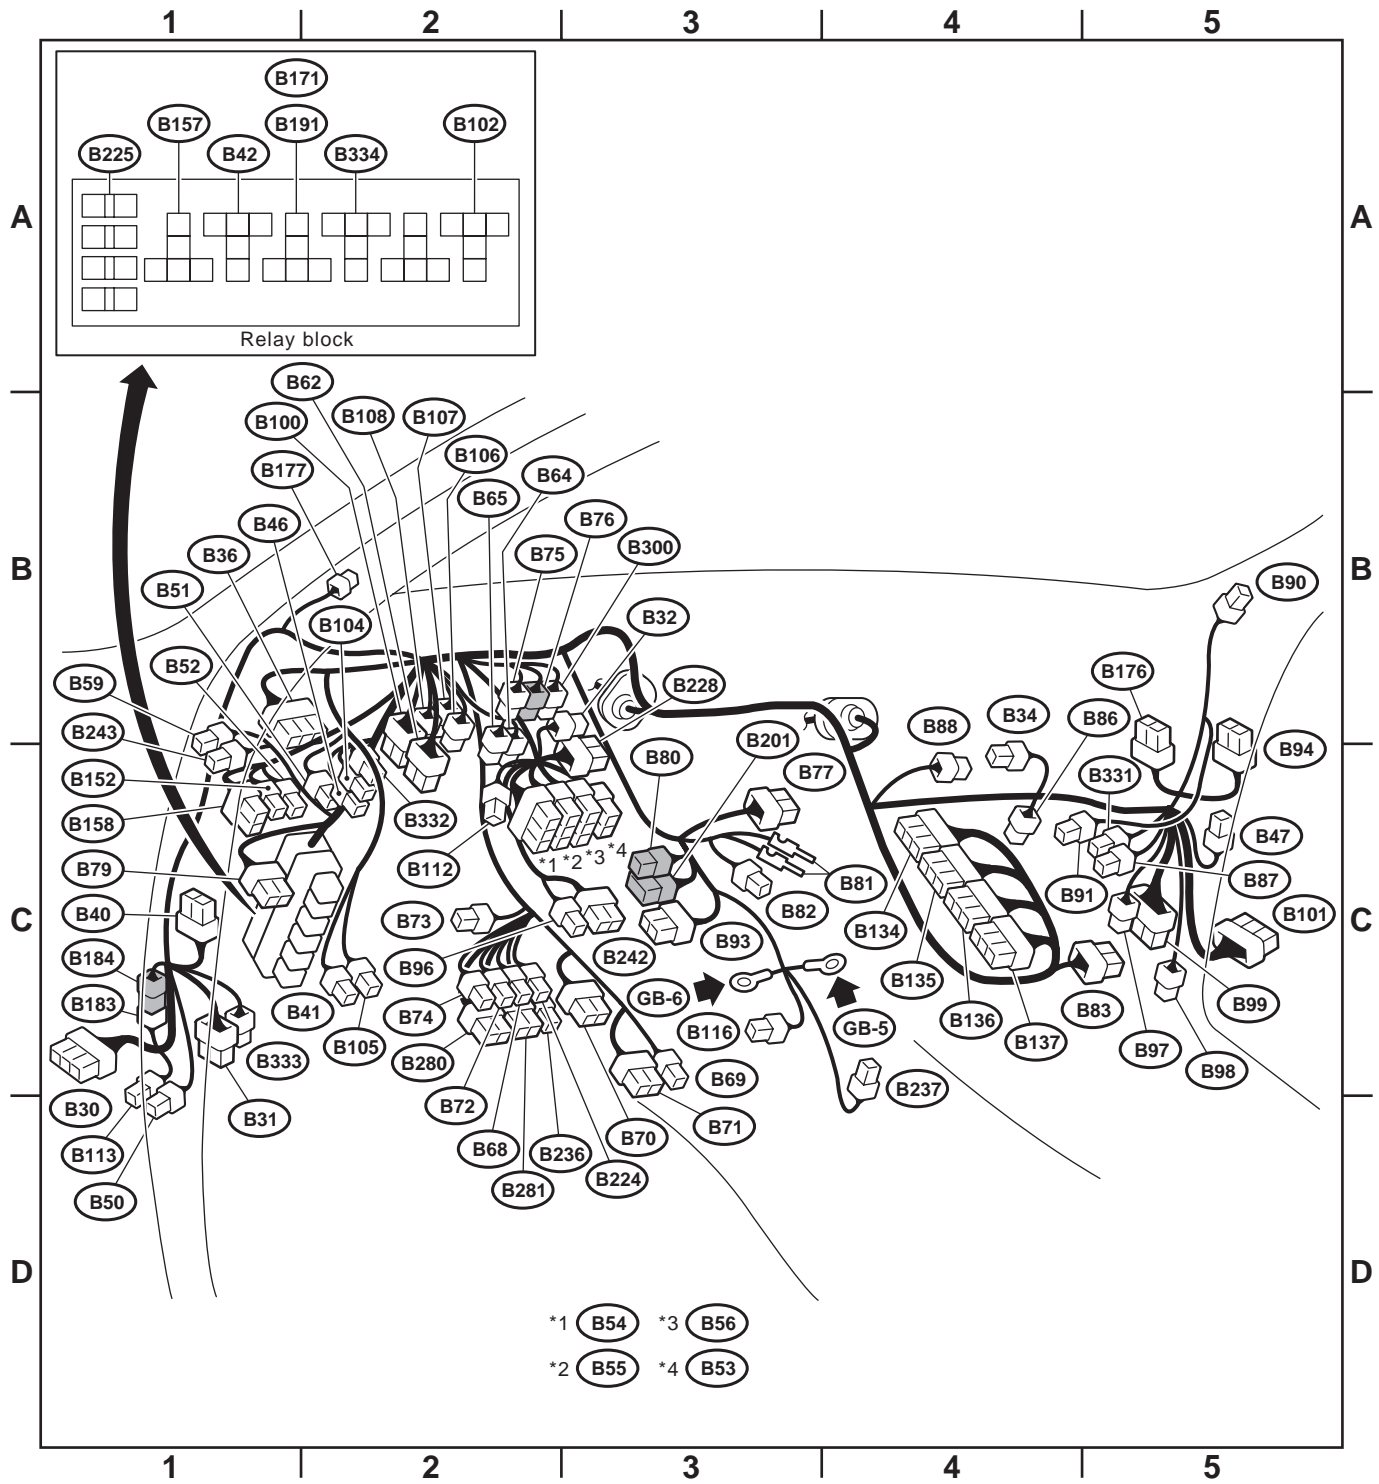 1 2 3 4 5
B171
B157 B191 B102
B225 B42 B334
A A
Relay block
B62
B108 B107
B100
B106
B177 B64
B65
B46 B76
B36 B75 B300
B B
B51 B90
B104 B32
B52 B176
B59 B228
B34 B86
B243 B88
B201 B94
B80
B152 B77 B331
B158 B332 B47
*1 *2 *3 *4
B79 B112 B81 B91 B87
B40 B73 B82 B101
C C
B134
B184 B93
B96 B242
B135
B183 GB-6 B99
B41 B74 B136 B83
B116 GB-5
B105 B137
B333 B280 B97
B98
B69
B237
B30 B72
B31 B71
B70
B113 B68 B236
B224
B50 B281
D D
*1 B54 *3 B56
*2 B55 *4 B53
1 2 3 4 5